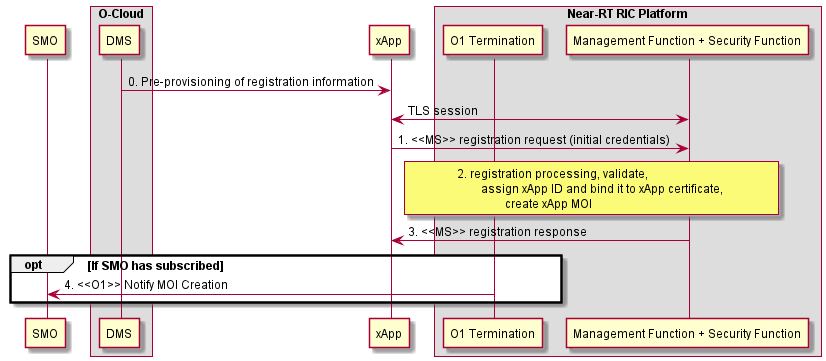 O-Cloud
Near-RT RIC Platform
SMO
DMS
xApp
O1 Termination
Management Function + Security Function
0. Pre-provisioning of registration information
TLS session
1. <<MS>> registration request (initial credentials)
2. registration processing, validate,
assign xApp ID and bind it to xApp certificate,
create xApp MOI
3. <<MS>> registration response
opt
[If SMO has subscribed]
4. <<O1>> Notify MOI Creation
SMO
DMS
xApp
O1 Termination
Management Function + Security Function